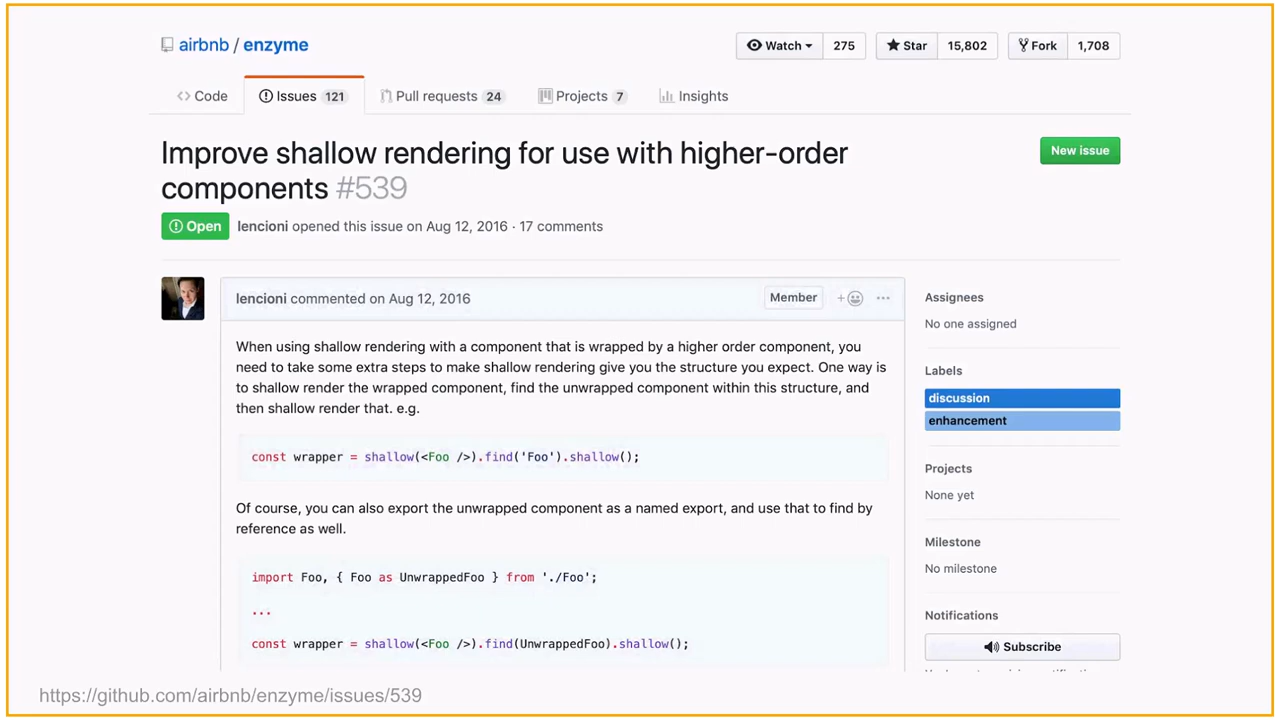 airbnb / enzyme
Watch 275 Star 15,802 Fork 1,708
Code Issues 121 Pull requests 24 Projects 7 Insights
Improve shallow rendering for use with higher-order
components #539
New issue
Open lencioni opened this issue on Aug 12, 2016 · 17 comments
lencioni commented on Aug 12, 2016 Member
When using shallow rendering with a component that is wrapped by a higher order component, you
need to take some extra steps to make shallow rendering give you the structure you expect. One way is
to shallow render the wrapped component, find the unwrapped component within this structure, and
then shallow render that. e.g.
const wrapper = shallow(<Foo />).find('Foo').shallow();
Of course, you can also export the unwrapped component as a named export, and use that to find by
reference as well.
import Foo, { Foo as UnwrappedFoo } from './Foo';
...
const wrapper = shallow(<Foo />).find(UnwrappedFoo).shallow();
Assignees
No one assigned
Labels
discussion
enhancement
Projects
None yet
Milestone
No milestone
Notifications
Subscribe
https://github.com/airbnb/enzyme/issues/539